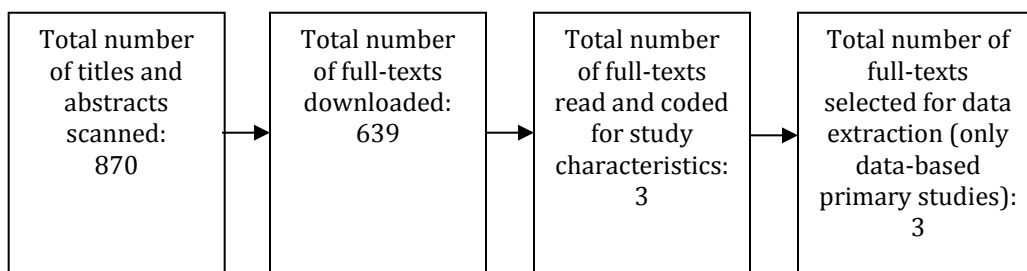 Total number
of titles and
abstracts
scanned:
870
Total number
of full-texts
downloaded:
639
Total number
of full-texts
read and coded
for study
characteristics:
3
Total number of
full-texts
selected for data
extraction (only
data-based
primary studies):
3